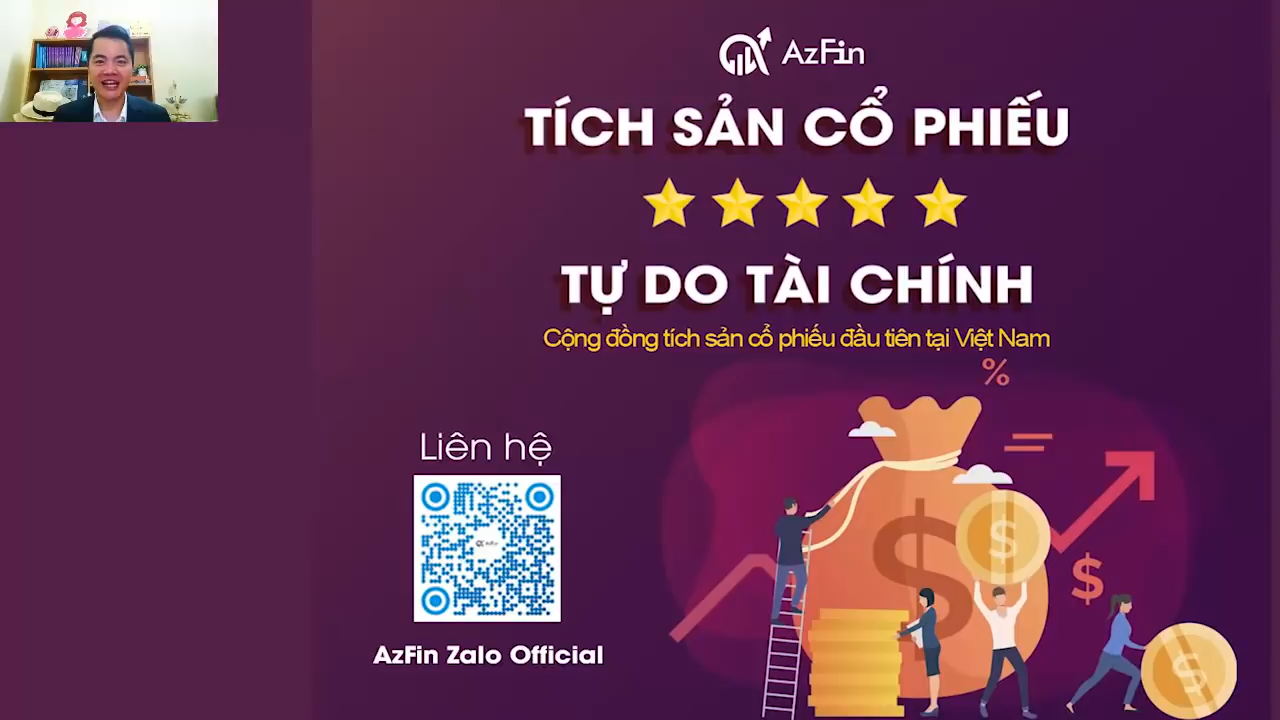 AzFin
TÍCH SẢN CỔ PHIẾU
TỰ DO TÀI CHÍNH
Cộng đồng tích sản cổ phiếu đầu tiên tại Việt Nam
%
Liên hệ
$
$
$
AzFin
AzFin Zalo Official
$